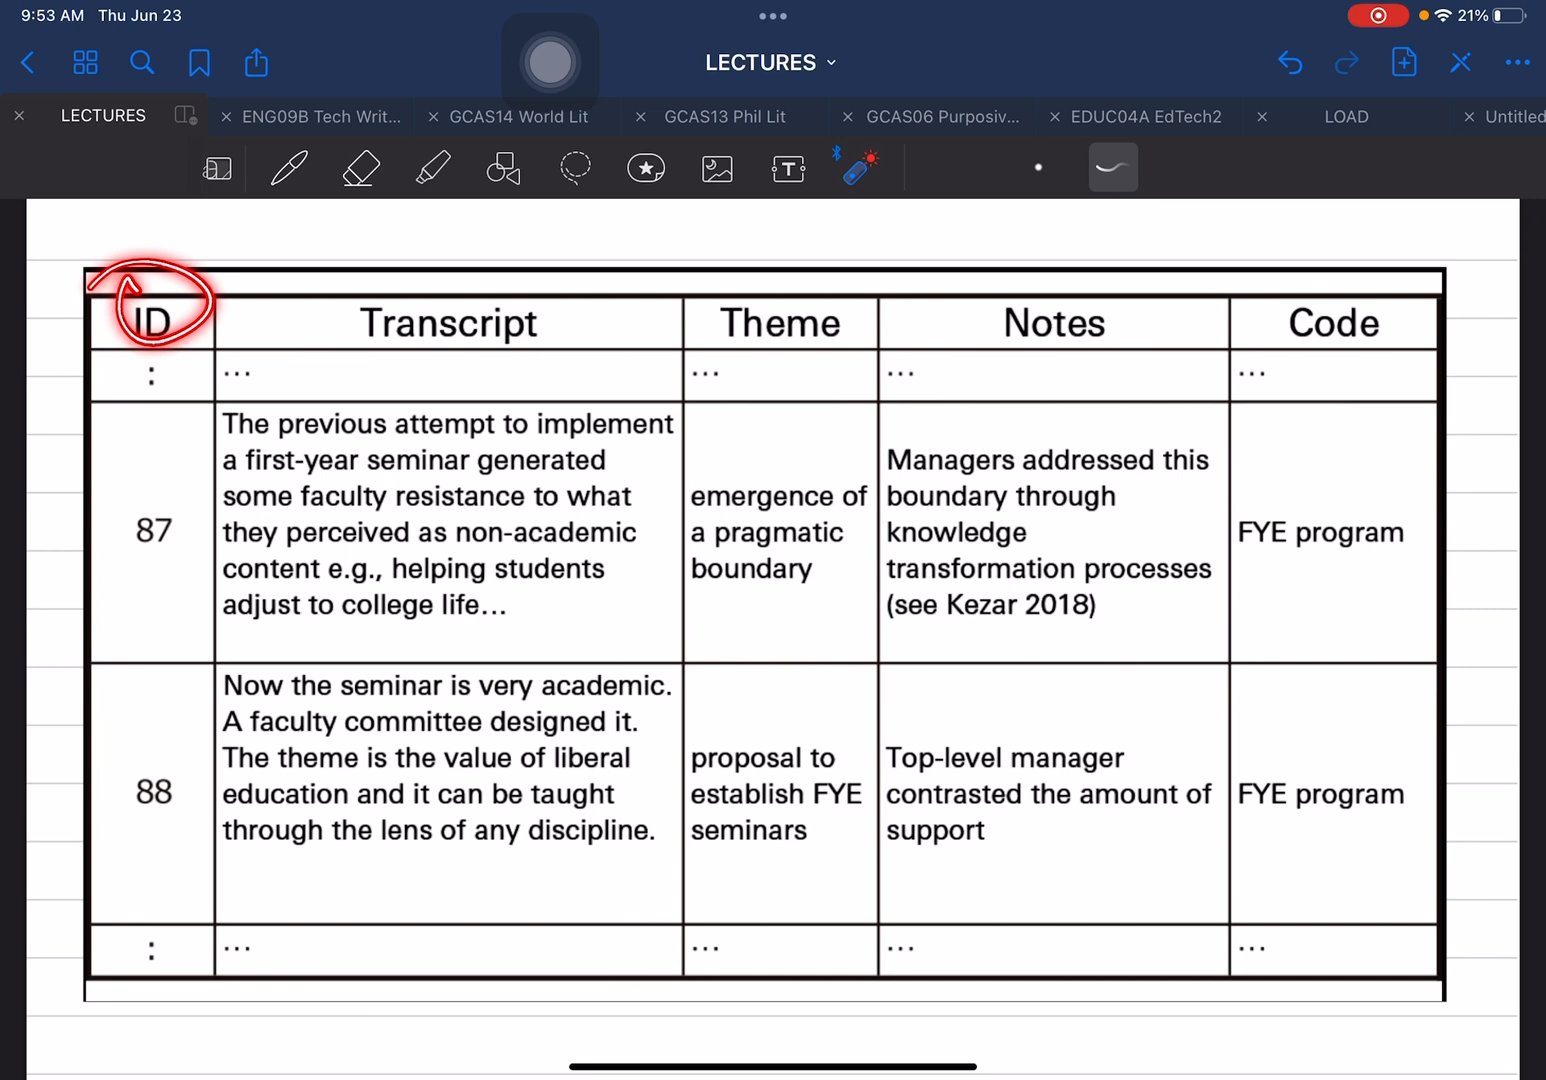 9:53 AM Thu Jun 23
21%
LECTURES
LECTURES
ENG09B Tech Writ...
GCAS14 World Lit
GCAS13 Phil Lit
GCAS06 Purposiv...
EDUC04A EdTech2
LOAD
Untitled
T
ID Transcript Theme Notes Code
: ... ... ... ...
87
The previous attempt to implement
a first-year seminar generated
some faculty resistance to what
they perceived as non-academic
content e.g., helping students
adjust to college life...
emergence of
a pragmatic
boundary
Managers addressed this
boundary through
knowledge
transformation processes
(see Kezar 2018)
FYE program
88
Now the seminar is very academic.
A faculty committee designed it.
The theme is the value of liberal
education and it can be taught
through the lens of any discipline.
proposal to
establish FYE
seminars
Top-level manager
contrasted the amount of
support
FYE program
: ... ... ... ...